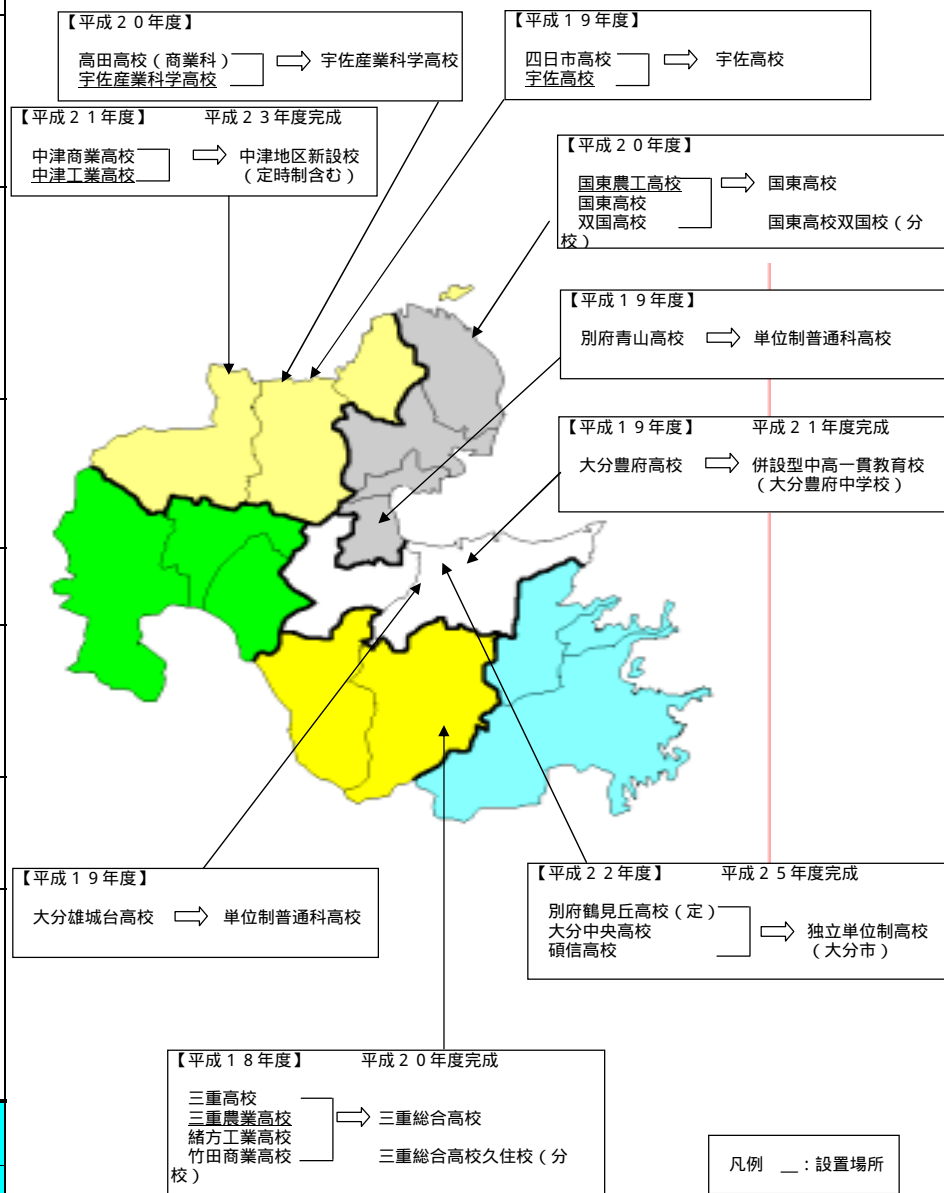 【平成２０年度】
高田高校（商業科）
宇佐産業科学高校
⇨ 宇佐産業科学高校
【平成１９年度】
四日市高校
宇佐高校
⇨ 宇佐高校
【平成２１年度】 平成２３年度完成
中津商業高校
中津工業高校
⇨ 中津地区新設校
（定時制含む）
【平成２０年度】
国東農工高校 ⇨ 国東高校
国東高校
双国高校 国東高校双国校（分
校）
【平成１９年度】
別府青山高校 ⇨ 単位制普通科高校
【平成１９年度】 平成２１年度完成
大分豊府高校 ⇨ 併設型中高一貫教育校
（大分豊府中学校）
【平成１９年度】
大分雄城台高校 ⇨ 単位制普通科高校
【平成２２年度】 平成２５年度完成
別府鶴見丘高校（定）
大分中央高校
碩信高校
⇨ 独立単位制高校
（大分市）
【平成１８年度】 平成２０年度完成
三重高校
三重農業高校 ⇨ 三重総合高校
緒方工業高校
竹田商業高校 三重総合高校久住校（分
校）
凡例 ＿：設置場所